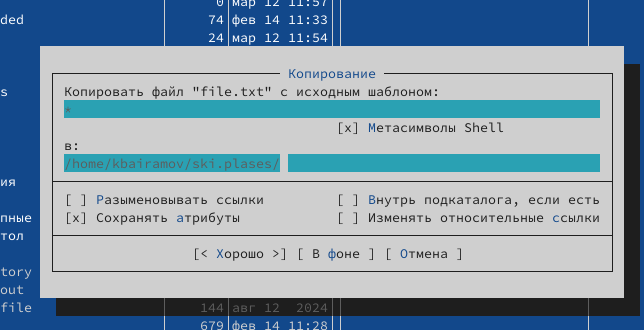 0 мар 12 11:57
ded 74 фев 14 11:33
24 мар 12 11:54
s
Копирование
Копировать файл "file.txt" с исходным шаблоном:
*
[x] Метасимволы Shell
в:
/home/kbairamov/ski.plases/
ия
[ ] Разыменовывать ссылки [ ] Внутрь подкаталога, если есть
пные [x] Сохранять атрибуты [ ] Изменять относительные ссылки
тол
[< Хорошо >] [ В фоне ] [ Отмена ]
tory
out
file 144 авг 12 2024
679 фев 14 11:28